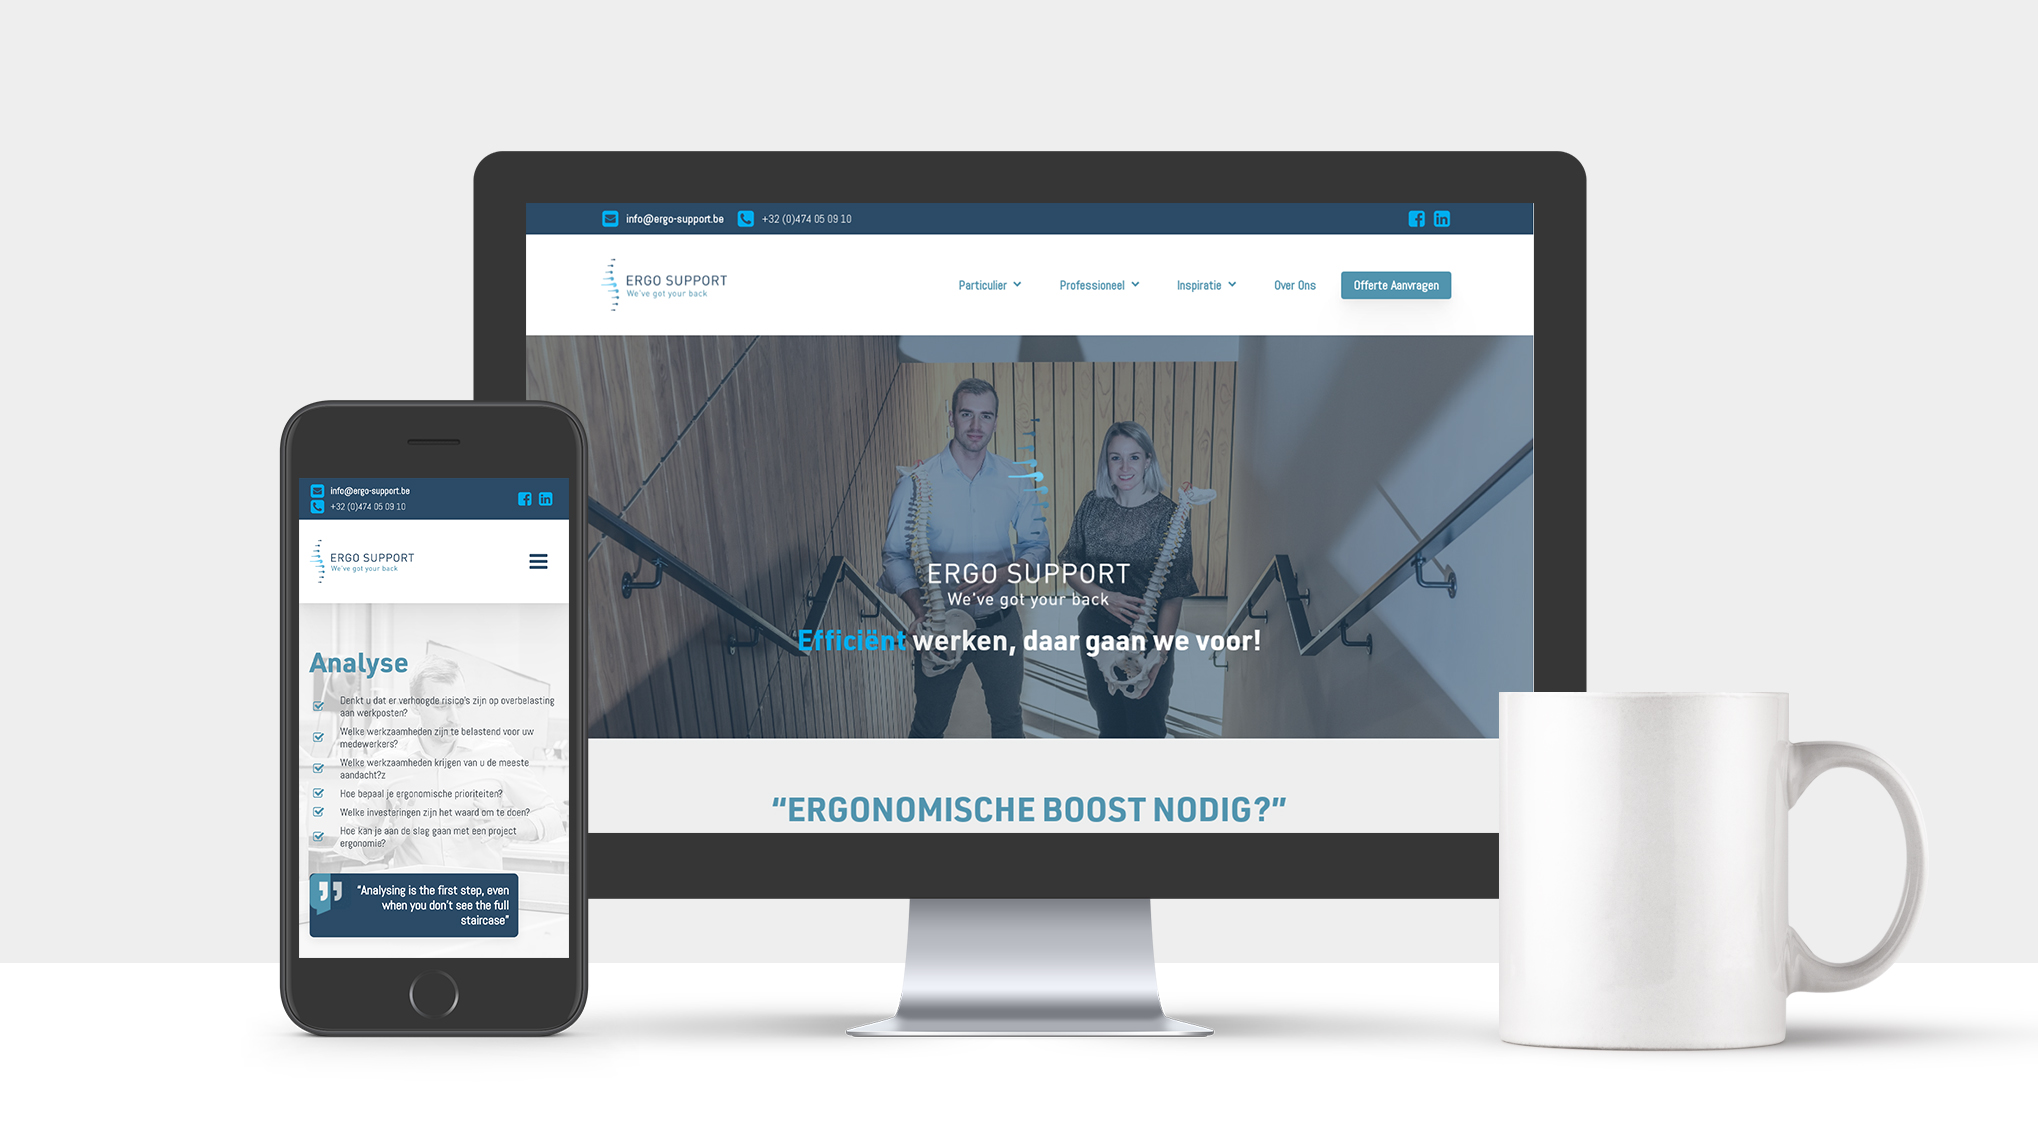 info@ergo-support.be +32 (0)474 05 09 10
ERGO SUPPORT
We've got your back
Particulier Professioneel Inspiratie Over Ons Offerte Aanvragen
ERGO SUPPORT
We've got your back
Efficiënt werken, daar gaan we voor!
“ERGONOMISCHE BOOST NODIG?”
info@ergo-support.be
+32 (0)474 05 09 10
ERGO SUPPORT
We've got your back
Analyse
Denkt u dat er verhoogde risico's zijn op overbelasting
aan werkposten?
Welke werkzaamheden zijn te belastend voor uw
medewerkers?
Welke werkzaamheden krijgen van u de meeste
aandacht?z
Hoe bepaal je ergonomische prioriteiten?
Welke investeringen zijn het waard om te doen?
Hoe kan je aan de slag gaan met een project
ergonomie?
“Analysing is the first step, even
when you don't see the full
staircase”